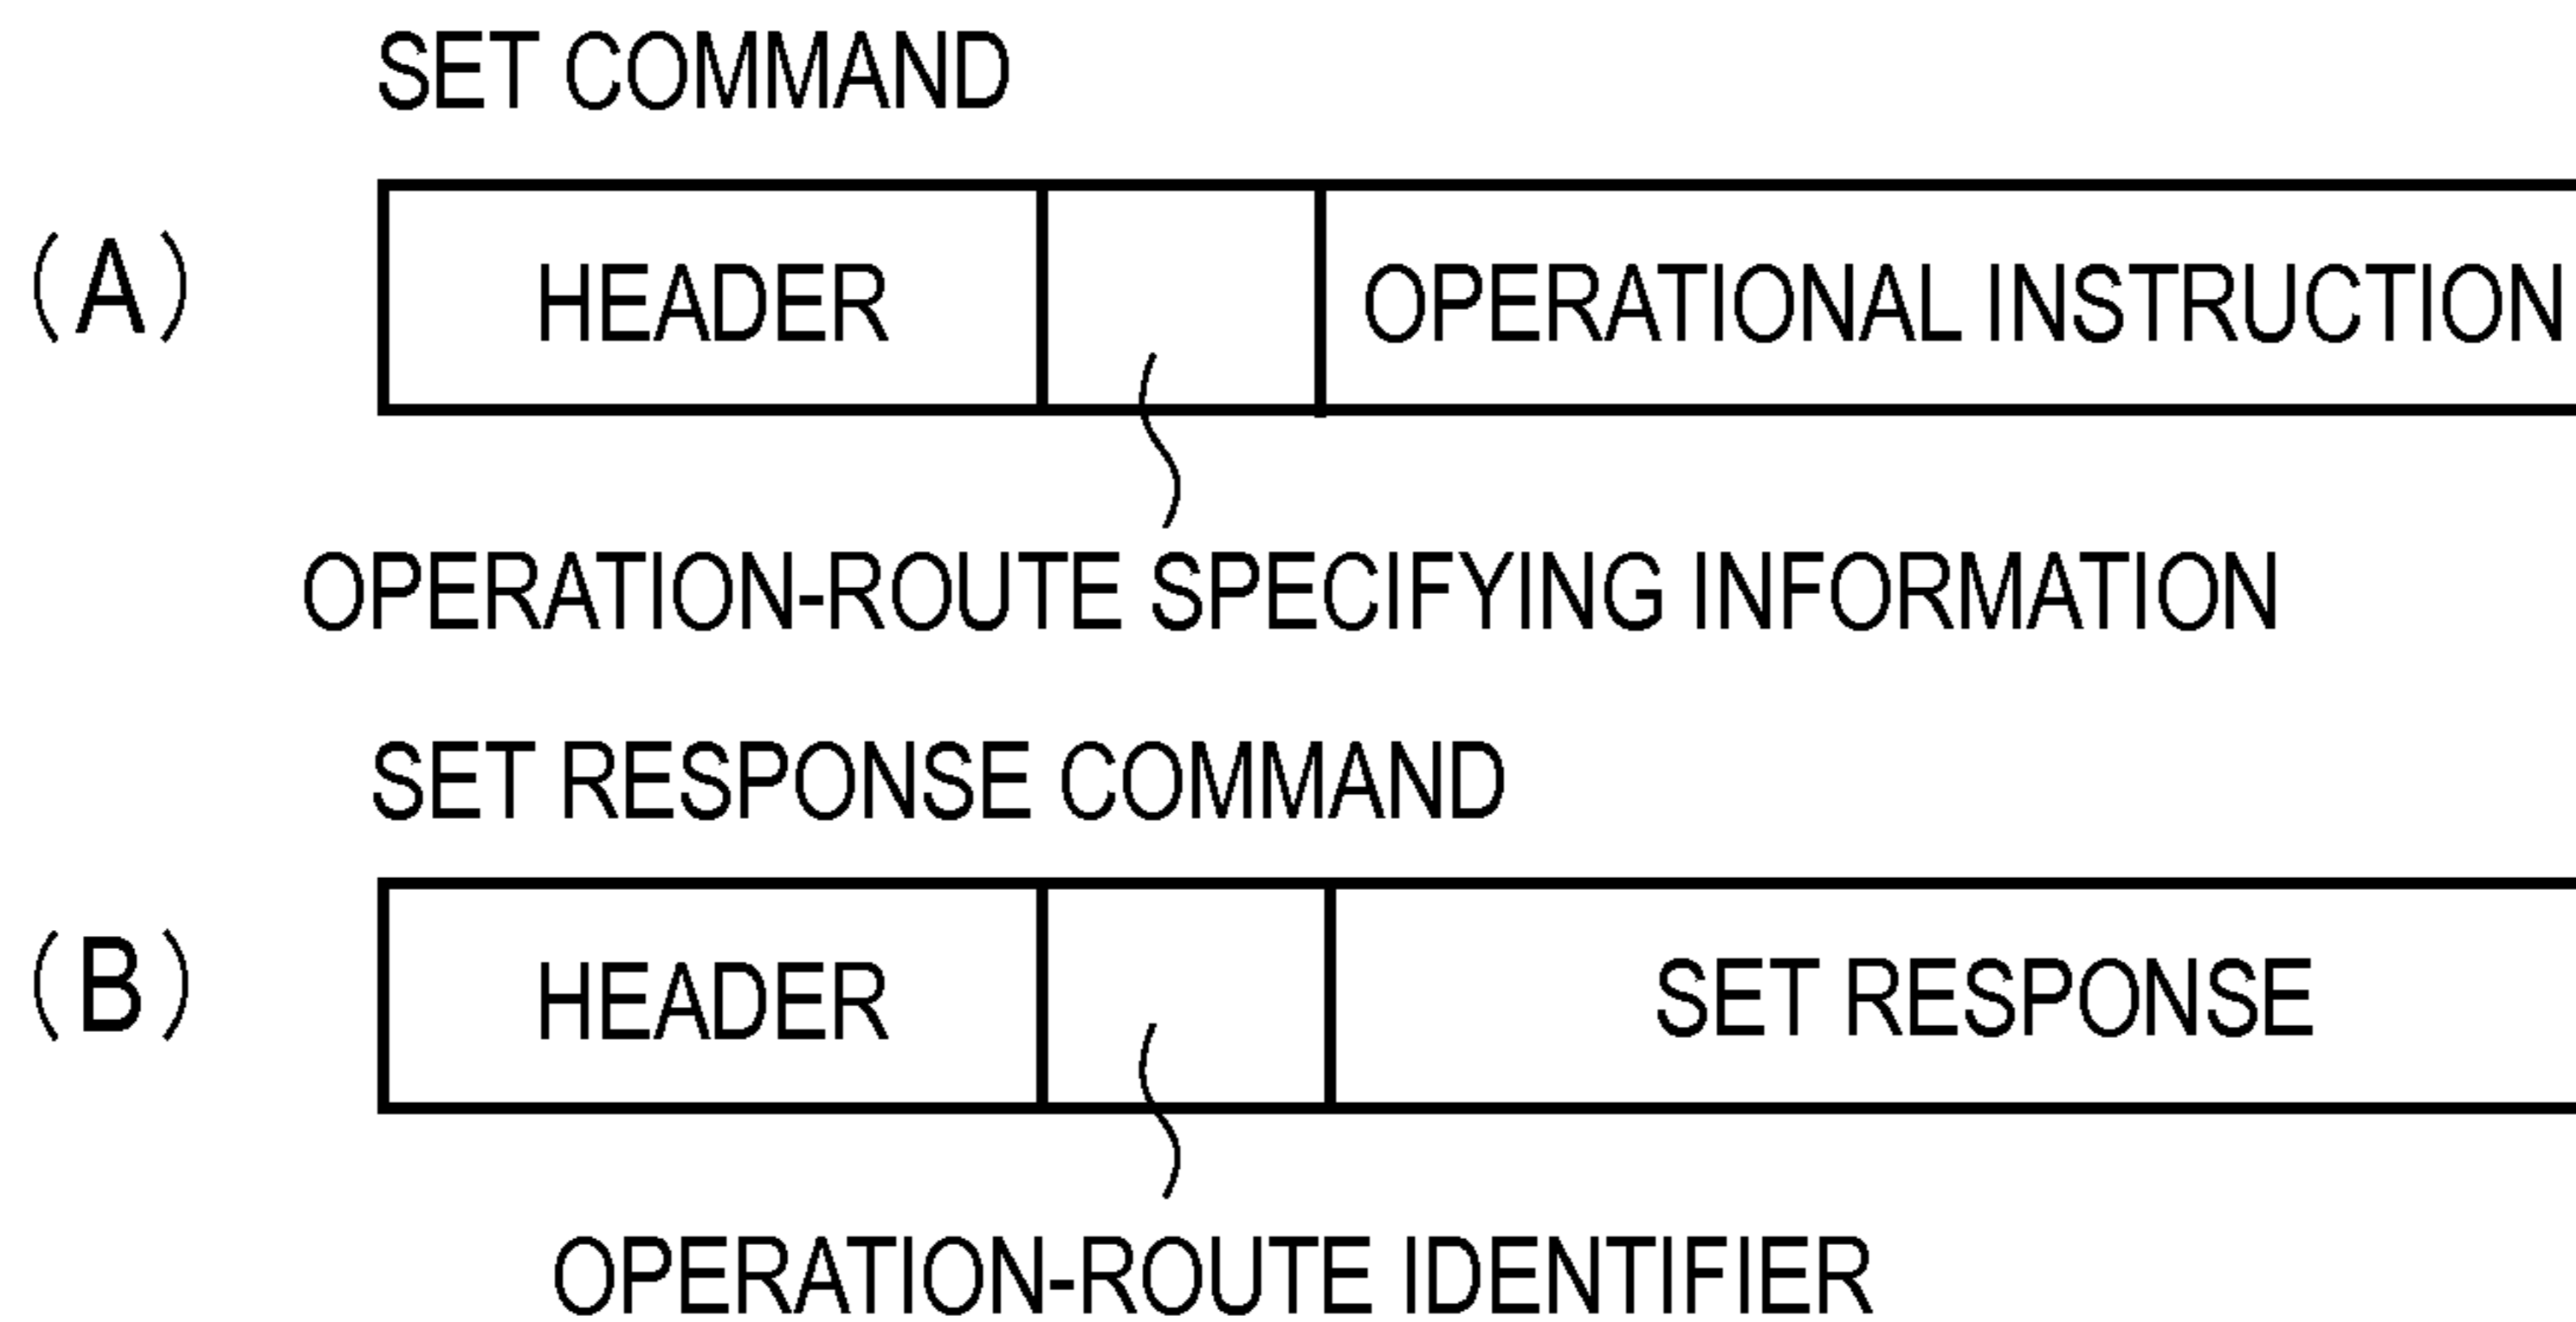 SET COMMAND
(A)
HEADER
OPERATIONAL INSTRUCTION
OPERATION-ROUTE SPECIFYING INFORMATION
SET RESPONSE COMMAND
(B)
HEADER
SET RESPONSE
OPERATION-ROUTE IDENTIFIER